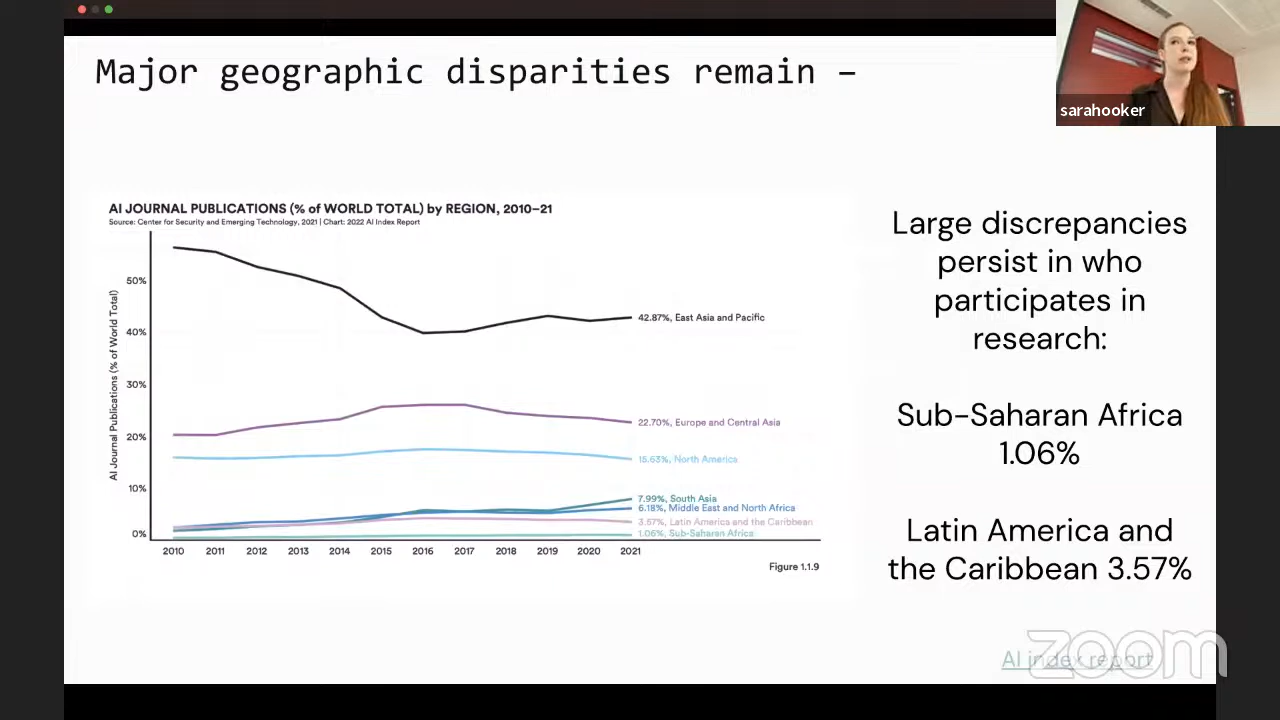 Major geographic disparities remain –
sarahooker
AI JOURNAL PUBLICATIONS (% of WORLD TOTAL) by REGION, 2010–21
Source: Center for Security and Emerging Technology, 2021 | Chart: 2022 AI Index Report
AI Journal Publications (% of World Total)
50%
40%
30%
20%
10%
0%
42.87%, East Asia and Pacific
22.70%, Europe and Central Asia
15.63%, North America
7.99%, South Asia
6.18%, Middle East and North Africa
3.57%, Latin America and the Caribbean
1.06%, Sub-Saharan Africa
2010 2011 2012 2013 2014 2015 2016 2017 2018 2019 2020 2021
Figure 1.1.9
Large discrepancies
persist in who
participates in
research:
Sub-Saharan Africa
1.06%
Latin America and
the Caribbean 3.57%
AI index report
zoom